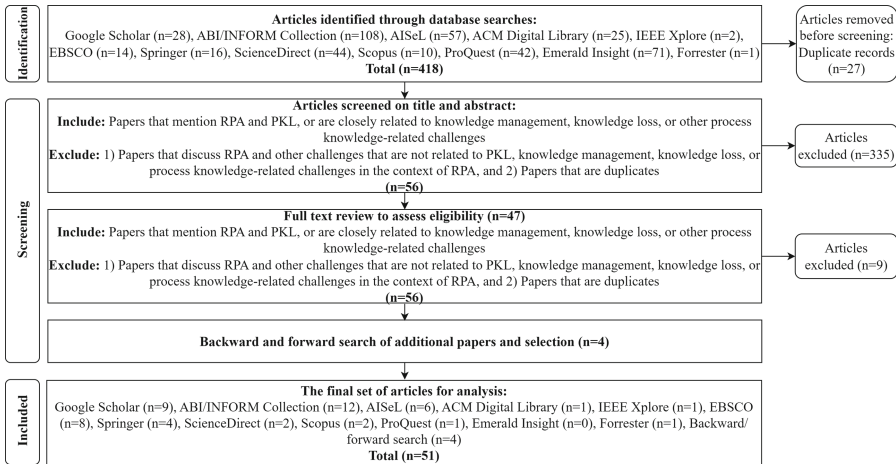 Identification
Articles identified through database searches:
Google Scholar (n=28), ABI/INFORM Collection (n=108), AISeL (n=57), ACM Digital Library (n=25), IEEE Xplore (n=2),
EBSCO (n=14), Springer (n=16), ScienceDirect (n=44), Scopus (n=10), ProQuest (n=42), Emerald Insight (n=71), Forrester (n=1)
Total (n=418)
Articles removed
before screening:
Duplicate records
(n=27)
Screening
Articles screened on title and abstract:
Include: Papers that mention RPA and PKL, or are closely related to knowledge management, knowledge loss, or other process
knowledge-related challenges
Exclude: 1) Papers that discuss RPA and other challenges that are not related to PKL, knowledge management, knowledge loss, or
process knowledge-related challenges in the context of RPA, and 2) Papers that are duplicates
(n=56)
Articles
excluded (n=335)
Full text review to assess eligibility (n=47)
Include: Papers that mention RPA and PKL, or are closely related to knowledge management, knowledge loss, or other process
knowledge-related challenges
Exclude: 1) Papers that discuss RPA and other challenges that are not related to PKL, knowledge management, knowledge loss, or
process knowledge-related challenges in the context of RPA, and 2) Papers that are duplicates
(n=56)
Articles
excluded (n=9)
Backward and forward search of additional papers and selection (n=4)
Included
The final set of articles for analysis:
Google Scholar (n=9), ABI/INFORM Collection (n=12), AISeL (n=6), ACM Digital Library (n=1), IEEE Xplore (n=1), EBSCO
(n=8), Springer (n=4), ScienceDirect (n=2), Scopus (n=2), ProQuest (n=1), Emerald Insight (n=0), Forrester (n=1), Backward/
forward search (n=4)
Total (n=51)